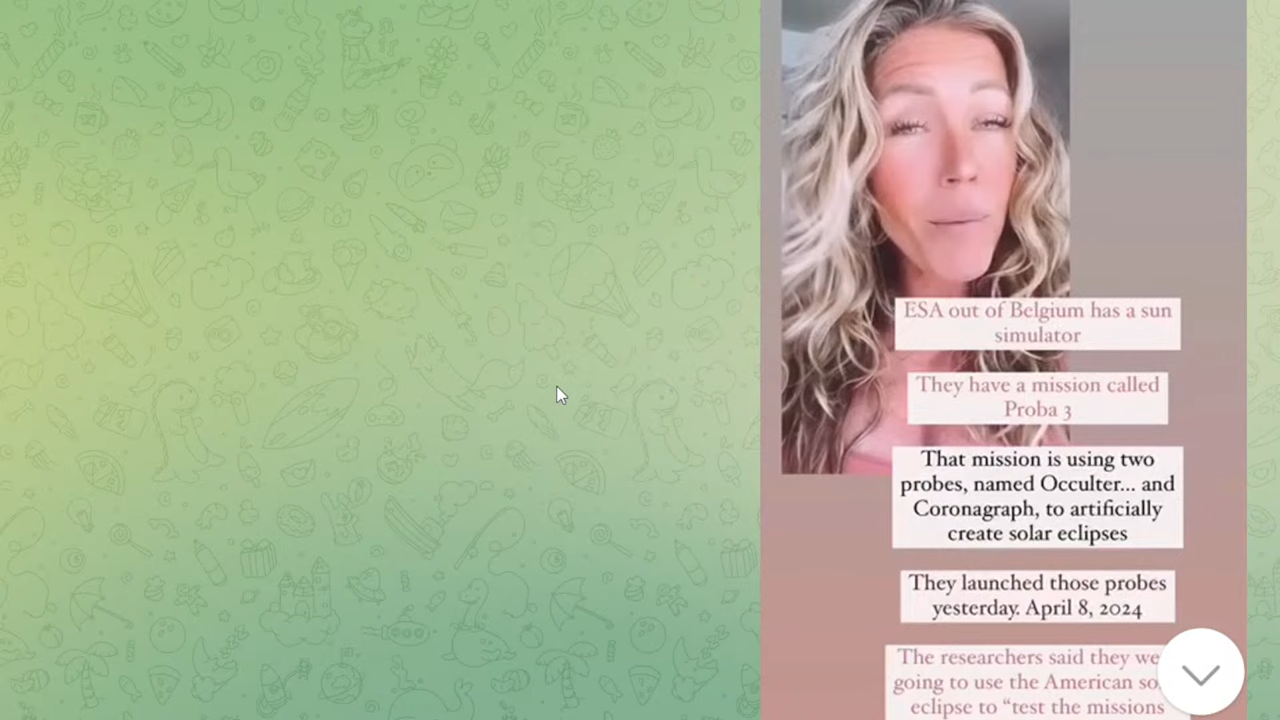 ESA out of Belgium has a sun
simulator
They have a mission called
Proba 3
That mission is using two
probes, named Occulter... and
Coronagraph, to artificially
create solar eclipses
They launched those probes
yesterday. April 8, 2024
The researchers said they
going to use the American
eclipse to "test the missions